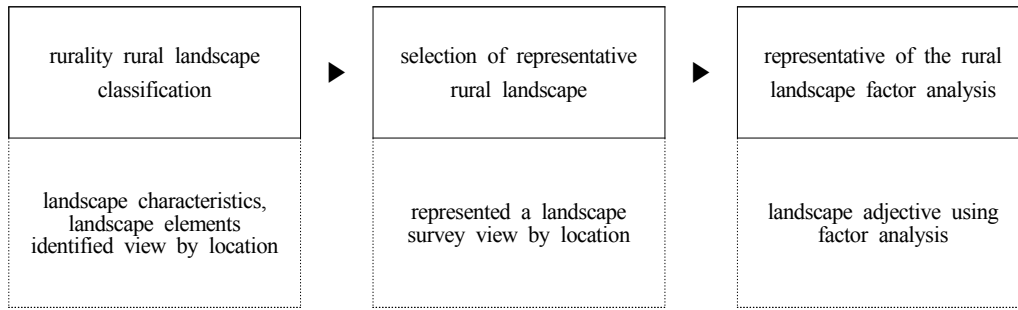 rurality rural landscape
classification
selection of representative
rural landscape
representative of the rural
landscape factor analysis
landscape characteristics,
landscape elements
identified view by location
represented a landscape
survey view by location
landscape adjective using
factor analysis